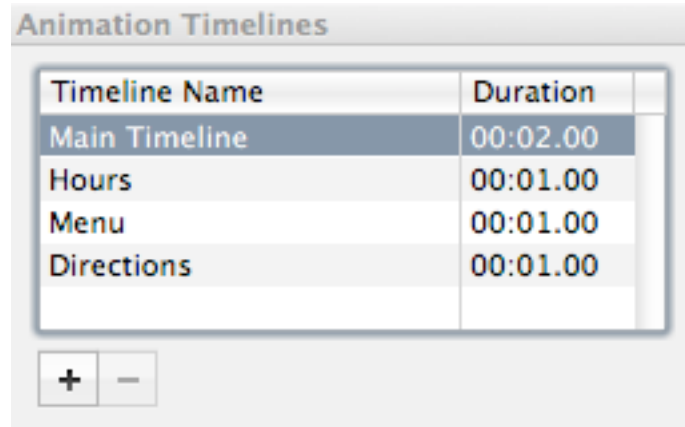 Animation Timelines
Timeline Name Duration
Main Timeline 00:02.00
Hours 00:01.00
Menu 00:01.00
Directions 00:01.00
+ −